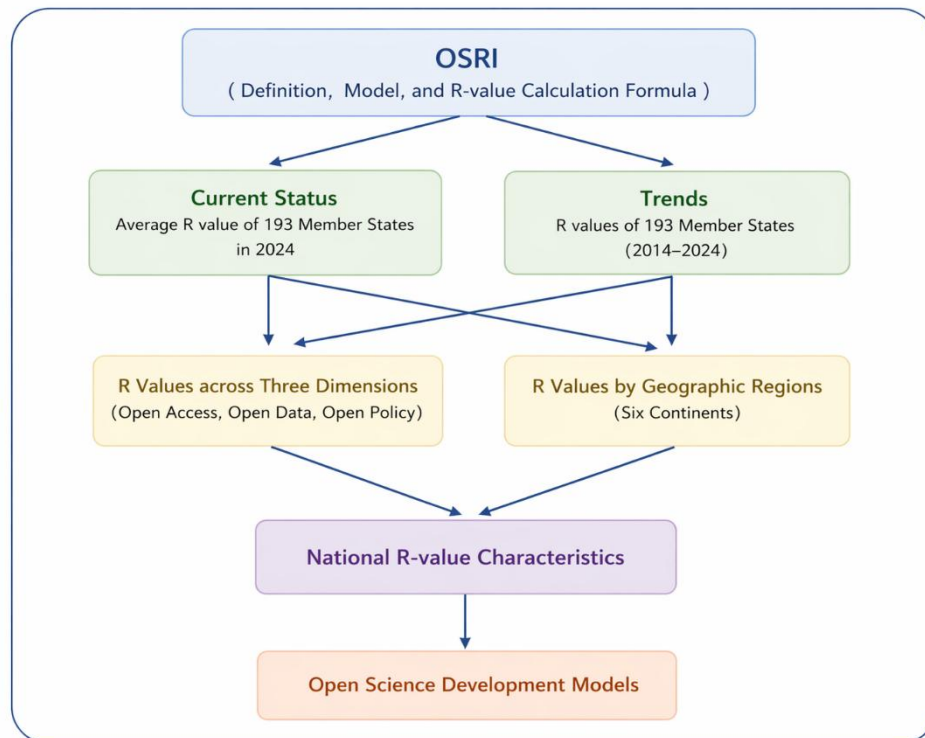 OSRI
( Definition, Model, and R-value Calculation Formula )
Current Status
Average R value of 193 Member States
in 2024
Trends
R values of 193 Member States
(2014–2024)
R Values across Three Dimensions
(Open Access, Open Data, Open Policy)
R Values by Geographic Regions
(Six Continents)
National R-value Characteristics
Open Science Development Models